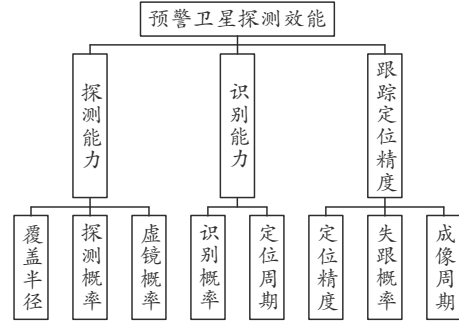 预警卫星探测效能
探测能力
识别能力
跟踪定位精度
覆盖半径
探测概率
虚镜概率
识别概率
定位周期
定位精度
失跟概率
成像周期